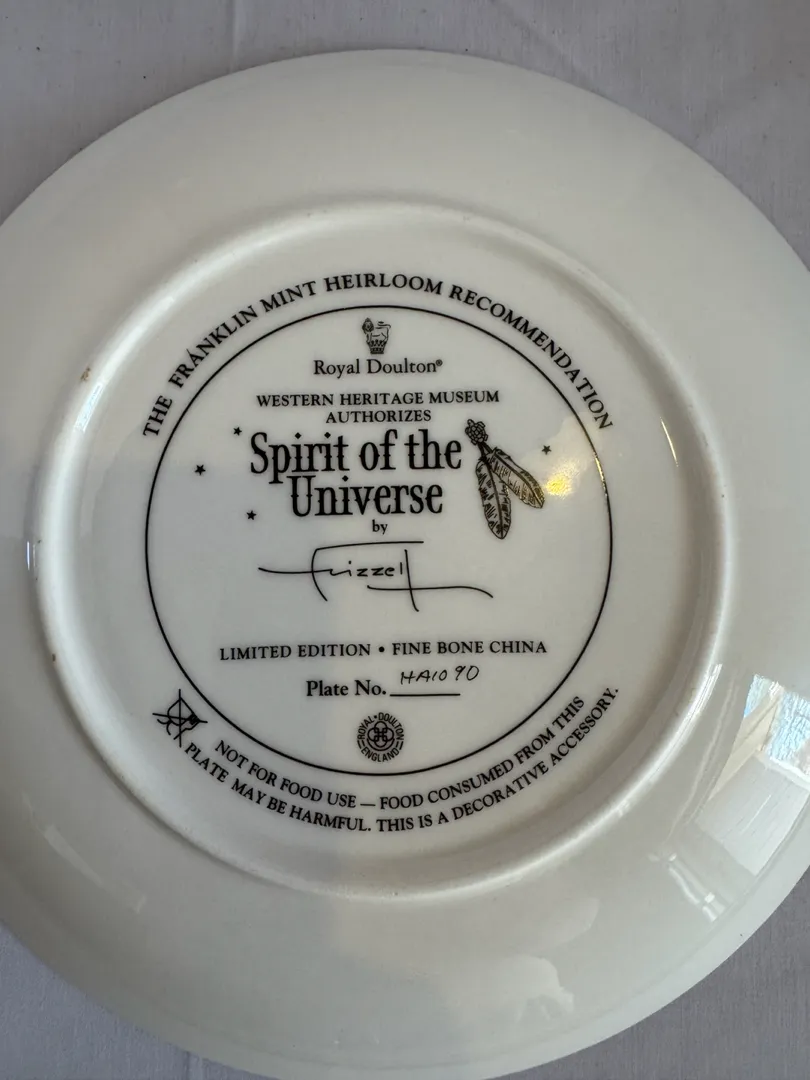 THE FRANKLIN MINT HEIRLOOM RECOMMENDATION
Royal Doulton®
WESTERN HERITAGE MUSEUM
AUTHORIZES
Spirit of the
Universe
by
Frizzell
LIMITED EDITION • FINE BONE CHINA
Plate No. HA1090
ROYAL • DOULTON
ENGLAND
NOT FOR FOOD USE — FOOD CONSUMED FROM THIS
PLATE MAY BE HARMFUL. THIS IS A DECORATIVE ACCESSORY.